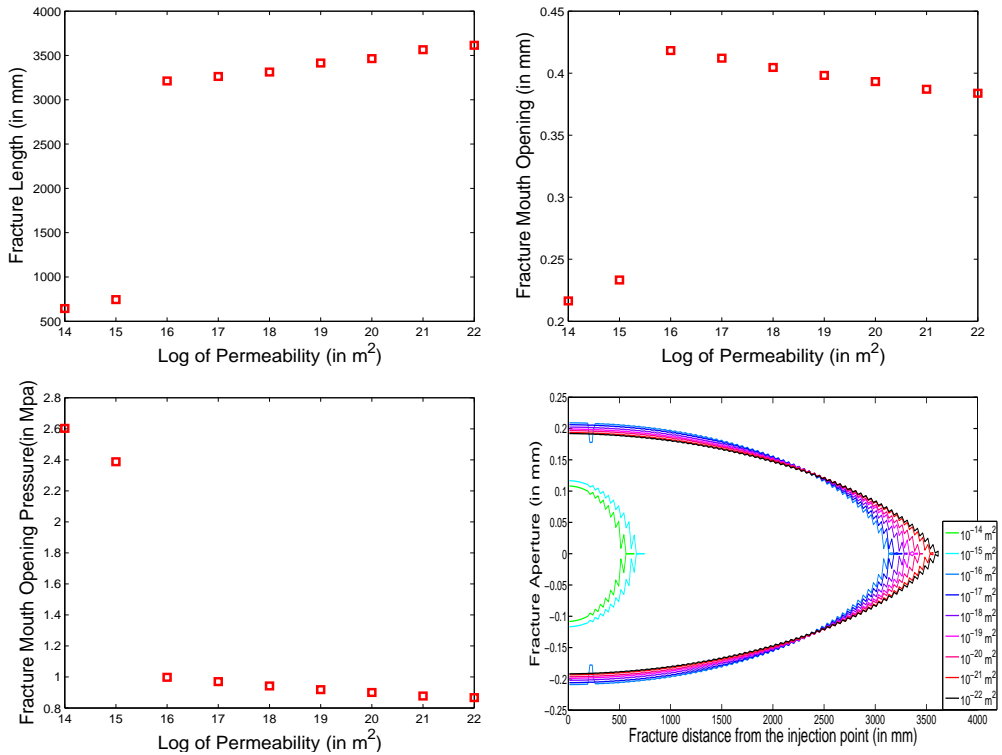 4000
3500
3000
2500
2000
1500
1000
500
14 15 16 17 18 19 20 21 22
Fracture Length (in mm)
Log of Permeability (in m²)
0.45
0.4
0.35
0.3
0.25
0.2
14 15 16 17 18 19 20 21 22
Fracture Mouth Opening (in mm)
Log of Permeability (in m²)
2.8
2.6
2.4
2.2
2
1.8
1.6
1.4
1.2
1
0.8
14 15 16 17 18 19 20 21 22
Fracture Mouth Opening Pressure(in Mpa)
Log of Permeability (in m²)
0.25
0.2
0.15
0.1
0.05
0
−0.05
−0.1
−0.15
−0.2
−0.25
0 500 1000 1500 2000 2500 3000 3500 4000
Fracture Aperture (in mm)
Fracture distance from the injection point (in mm)
10⁻¹⁴ m²
10⁻¹⁵ m²
10⁻¹⁶ m²
10⁻¹⁷ m²
10⁻¹⁸ m²
10⁻¹⁹ m²
10⁻²⁰ m²
10⁻²¹ m²
10⁻²² m²